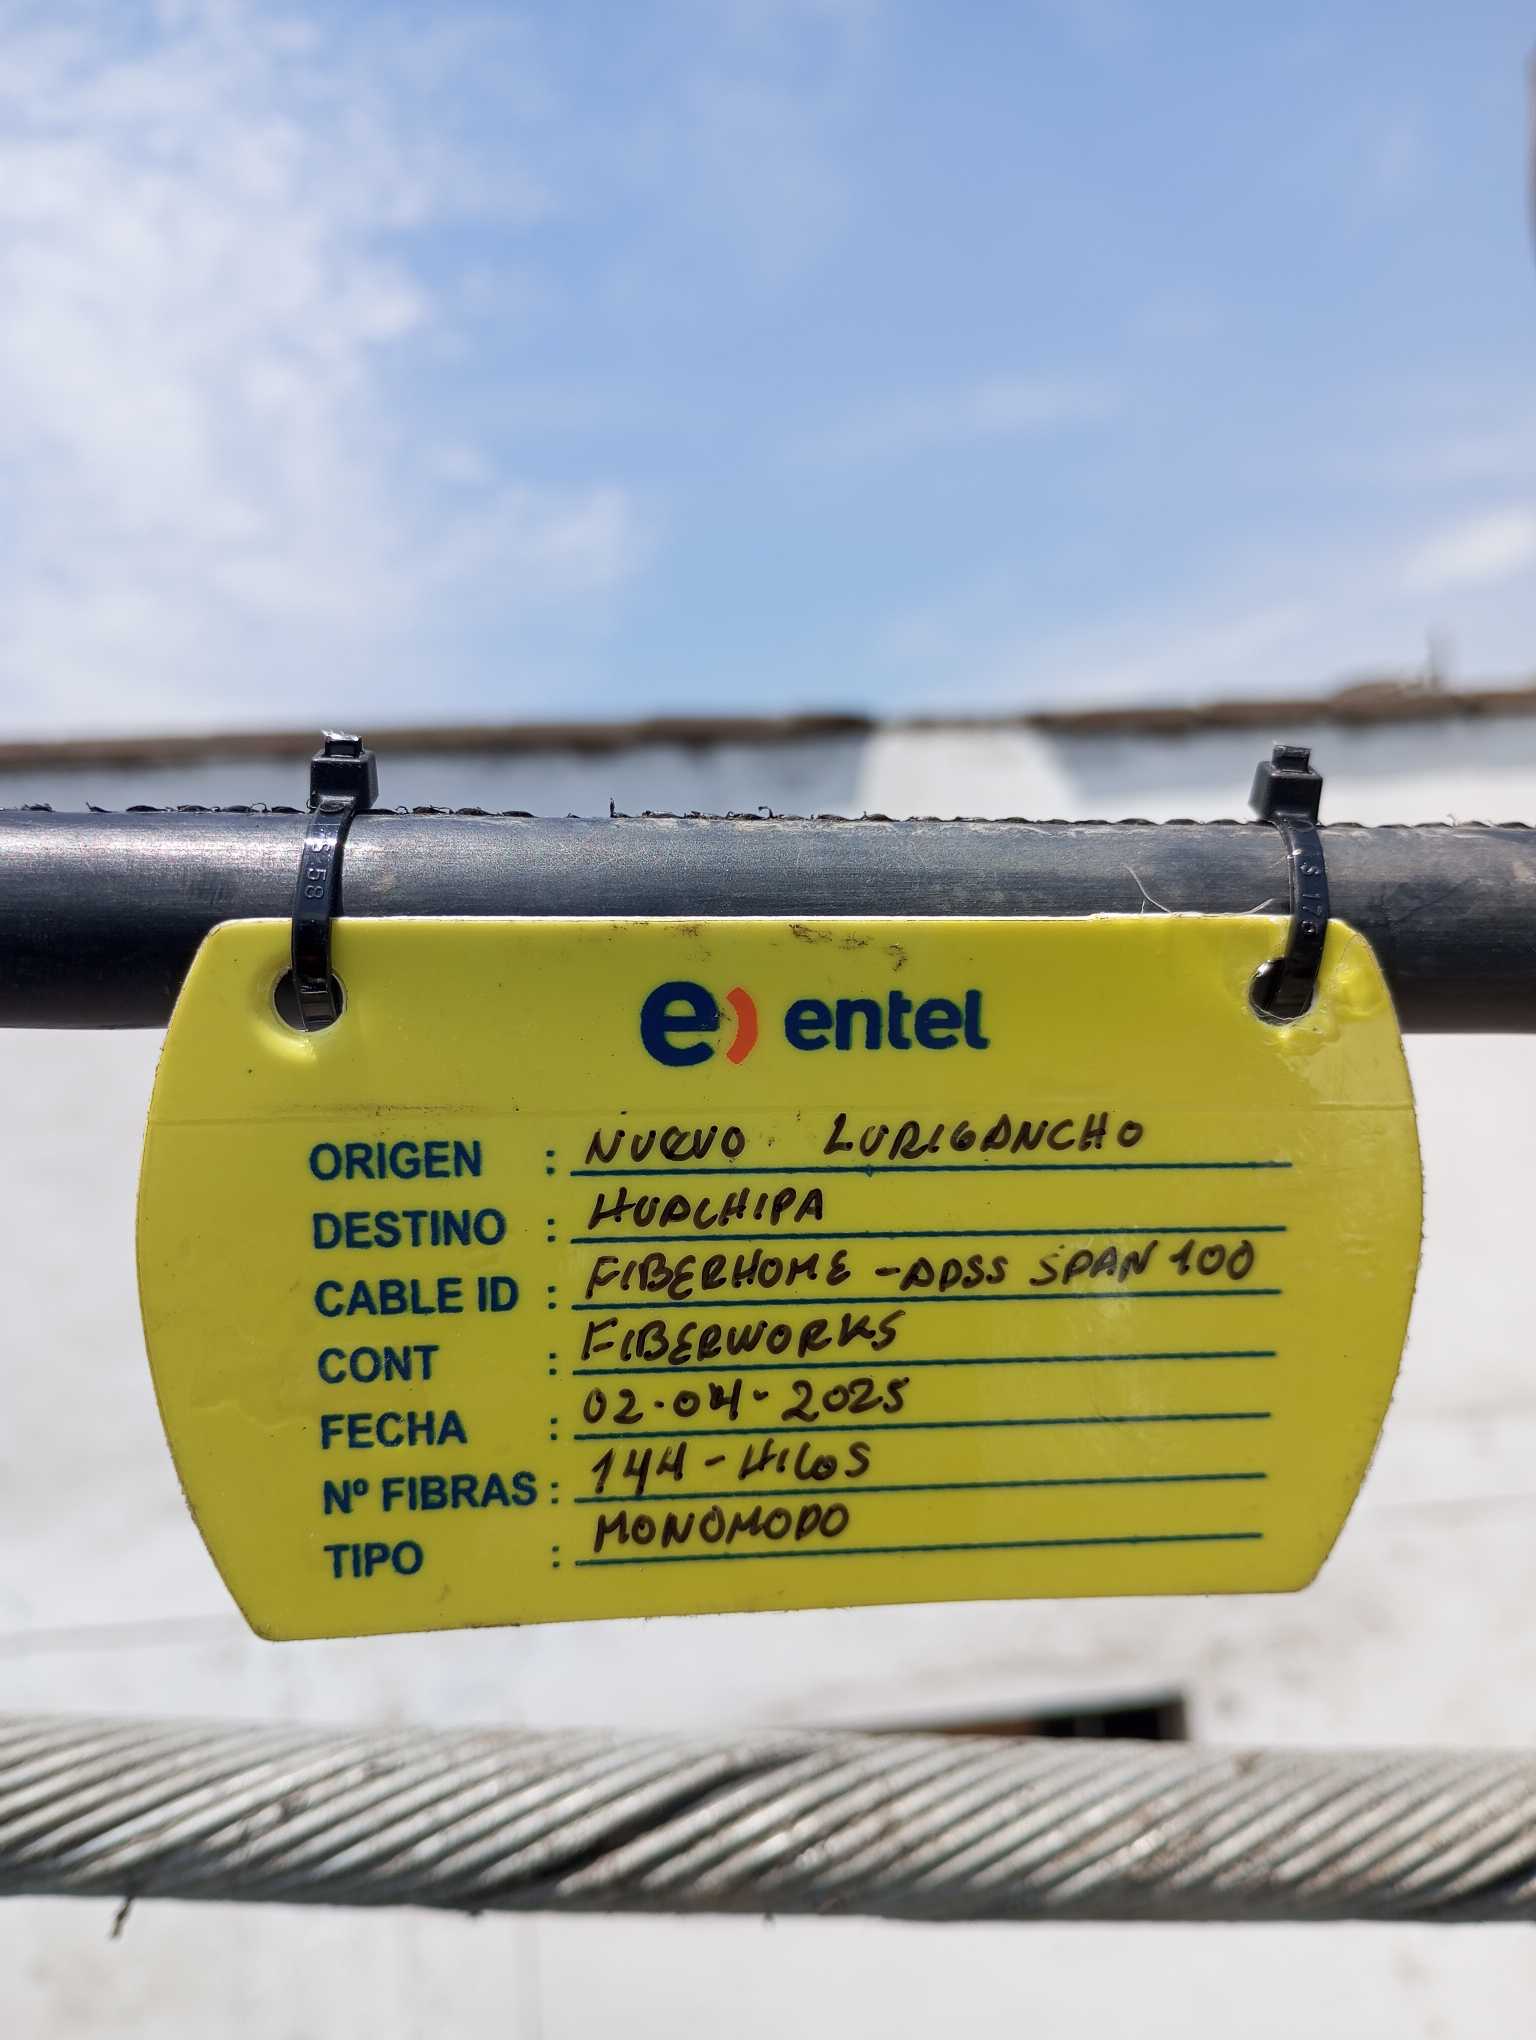 e) entel
ORIGEN : NUEVO LURIGANCHO
DESTINO : HUACHIPA
CABLE ID : FIBERHOME - ADSS SPAN 100
CONT : FIBERWORKS
FECHA : 02-04-2025
Nº FIBRAS : 144 - HILOS
TIPO : MONOMODO